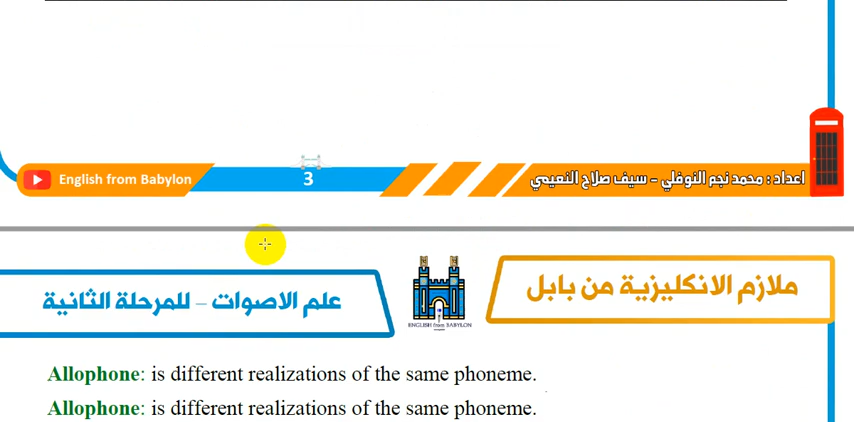 English from Babylon
3
اعداد : محمد نجم النوفلي - سيف صلاح النعيمي
ملازم الانكليزية من بابل
ENGLISH from BABYLON
علم الاصوات - للمرحلة الثانية
Allophone: is different realizations of the same phoneme.
Allophone: is different realizations of the same phoneme.